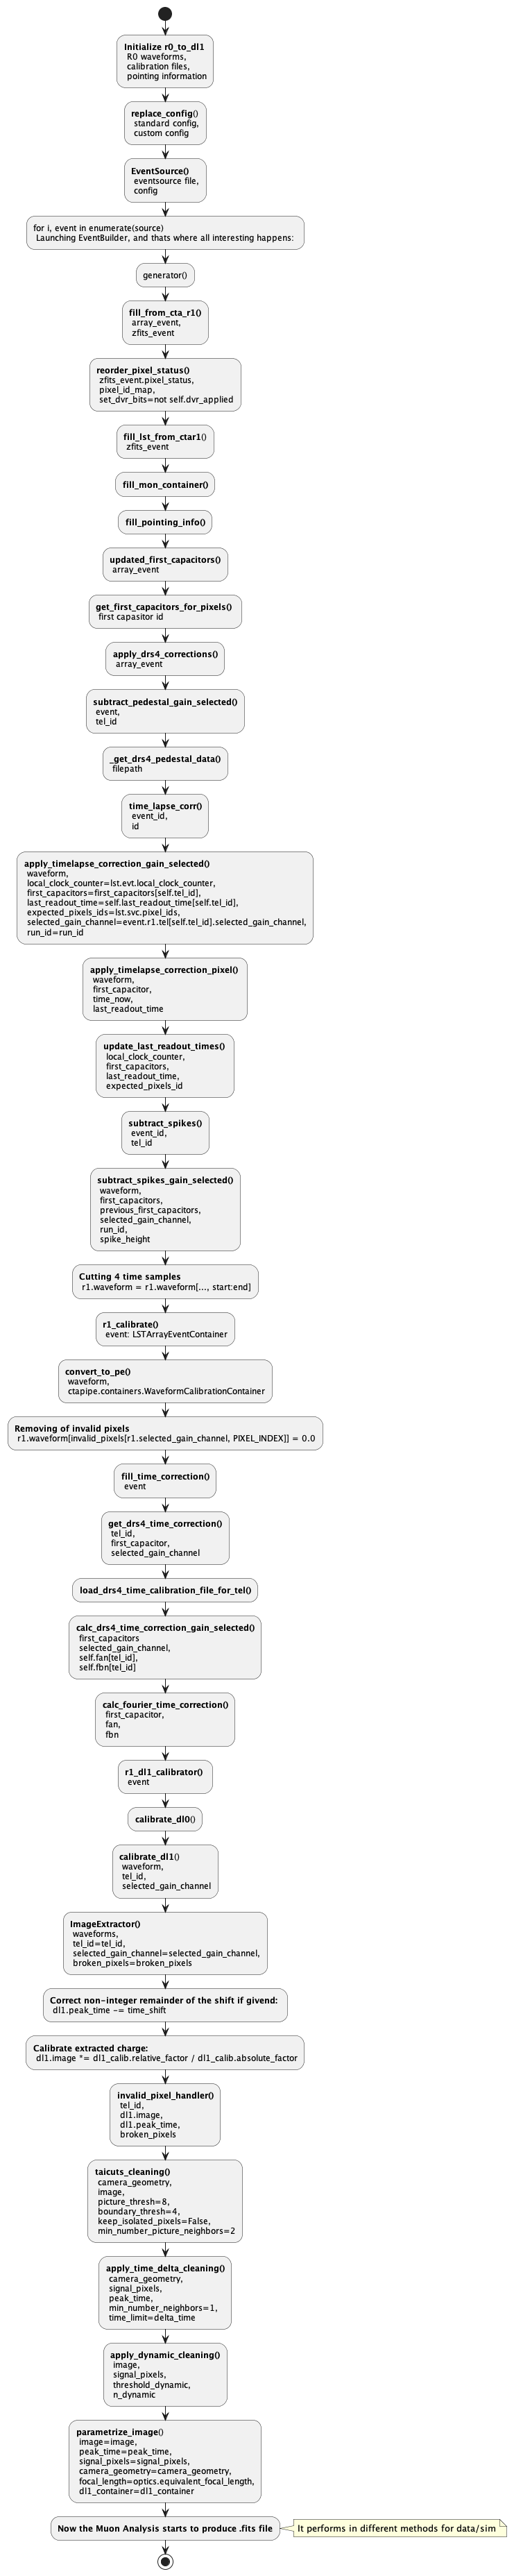 Initialize r0_to_dl1
R0 waveforms,
calibration files,
pointing information
replace_config()
standard config,
custom config
EventSource()
eventsource file,
config
for i, event in enumerate(source)
Launching EventBuilder, and thats where all interesting happens:
generator()
fill_from_cta_r1()
array_event,
zfits_event
reorder_pixel_status()
zfits_event.pixel_status,
pixel_id_map,
set_dvr_bits=not self.dvr_applied
fill_lst_from_ctar1()
zfits_event
fill_mon_container()
fill_pointing_info()
updated_first_capacitors()
array_event
get_first_capacitors_for_pixels()
first capasitor id
apply_drs4_corrections()
array_event
subtract_pedestal_gain_selected()
event,
tel_id
_get_drs4_pedestal_data()
filepath
time_lapse_corr()
event_id,
id
apply_timelapse_correction_gain_selected()
waveform,
local_clock_counter=lst.evt.local_clock_counter,
first_capacitors=first_capacitors[self.tel_id],
last_readout_time=self.last_readout_time[self.tel_id],
expected_pixels_ids=lst.svc.pixel_ids,
selected_gain_channel=event.r1.tel[self.tel_id].selected_gain_channel,
run_id=run_id
apply_timelapse_correction_pixel()
waveform,
first_capacitor,
time_now,
last_readout_time
update_last_readout_times()
local_clock_counter,
first_capacitors,
last_readout_time,
expected_pixels_id
subtract_spikes()
event_id,
tel_id
subtract_spikes_gain_selected()
waveform,
first_capacitors,
previous_first_capacitors,
selected_gain_channel,
run_id,
spike_height
Cutting 4 time samples
r1.waveform = r1.waveform[..., start:end]
r1_calibrate()
event: LSTArrayEventContainer
convert_to_pe()
waveform,
ctapipe.containers.WaveformCalibrationContainer
Removing of invalid pixels
r1.waveform[invalid_pixels[r1.selected_gain_channel, PIXEL_INDEX]] = 0.0
fill_time_correction()
event
get_drs4_time_correction()
tel_id,
first_capacitor,
selected_gain_channel
load_drs4_time_calibration_file_for_tel()
calc_drs4_time_correction_gain_selected()
first_capacitors
selected_gain_channel,
self.fan[tel_id],
self.fbn[tel_id]
calc_fourier_time_correction()
first_capacitor,
fan,
fbn
r1_dl1_calibrator()
event
calibrate_dl0()
calibrate_dl1()
waveform,
tel_id,
selected_gain_channel
ImageExtractor()
waveforms,
tel_id=tel_id,
selected_gain_channel=selected_gain_channel,
broken_pixels=broken_pixels
Correct non-integer remainder of the shift if givend:
dl1.peak_time -= time_shift
Calibrate extracted charge:
dl1.image *= dl1_calib.relative_factor / dl1_calib.absolute_factor
invalid_pixel_handler()
tel_id,
dl1.image,
dl1.peak_time,
broken_pixels
taicuts_cleaning()
camera_geometry,
image,
picture_thresh=8,
boundary_thresh=4,
keep_isolated_pixels=False,
min_number_picture_neighbors=2
apply_time_delta_cleaning()
camera_geometry,
signal_pixels,
peak_time,
min_number_neighbors=1,
time_limit=delta_time
apply_dynamic_cleaning()
image,
signal_pixels,
threshold_dynamic,
n_dynamic
parametrize_image()
image=image,
peak_time=peak_time,
signal_pixels=signal_pixels,
camera_geometry=camera_geometry,
focal_length=optics.equivalent_focal_length,
dl1_container=dl1_container
Now the Muon Analysis starts to produce .fits file
It performs in different methods for data/sim